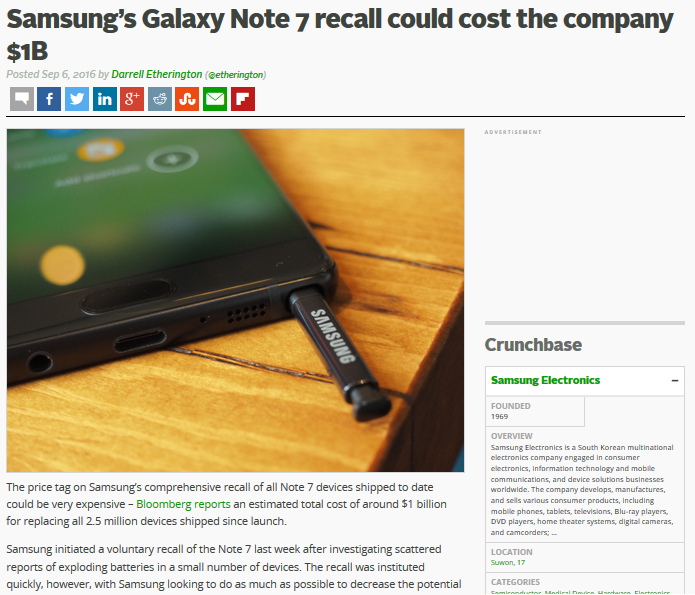 Samsung’s Galaxy Note 7 recall could cost the company
$1B
Posted Sep 6, 2016 by Darrell Etherington (@etherington)
f
in
g+
SAMSUNG
The price tag on Samsung’s comprehensive recall of all Note 7 devices shipped to date
could be very expensive – Bloomberg reports an estimated total cost of around $1 billion
for replacing all 2.5 million devices shipped since launch.
Samsung initiated a voluntary recall of the Note 7 last week after investigating scattered
reports of exploding batteries in a small number of devices. The recall was instituted
quickly, however, with Samsung looking to do as much as possible to decrease the potential
ADVERTISEMENT
Crunchbase
Samsung Electronics –
FOUNDED
1969
OVERVIEW
Samsung Electronics is a South Korean multinational
electronics company engaged in consumer
electronics, information technology and mobile
communications, and device solutions businesses
worldwide. The company develops, manufactures,
and sells various consumer products, including
mobile phones, tablets, televisions, Blu-ray players,
DVD players, home theater systems, digital cameras,
and camcorders; ...
LOCATION
Suwon, 17
CATEGORIES
Semiconductor, Medical Device, Hardware, Electronics